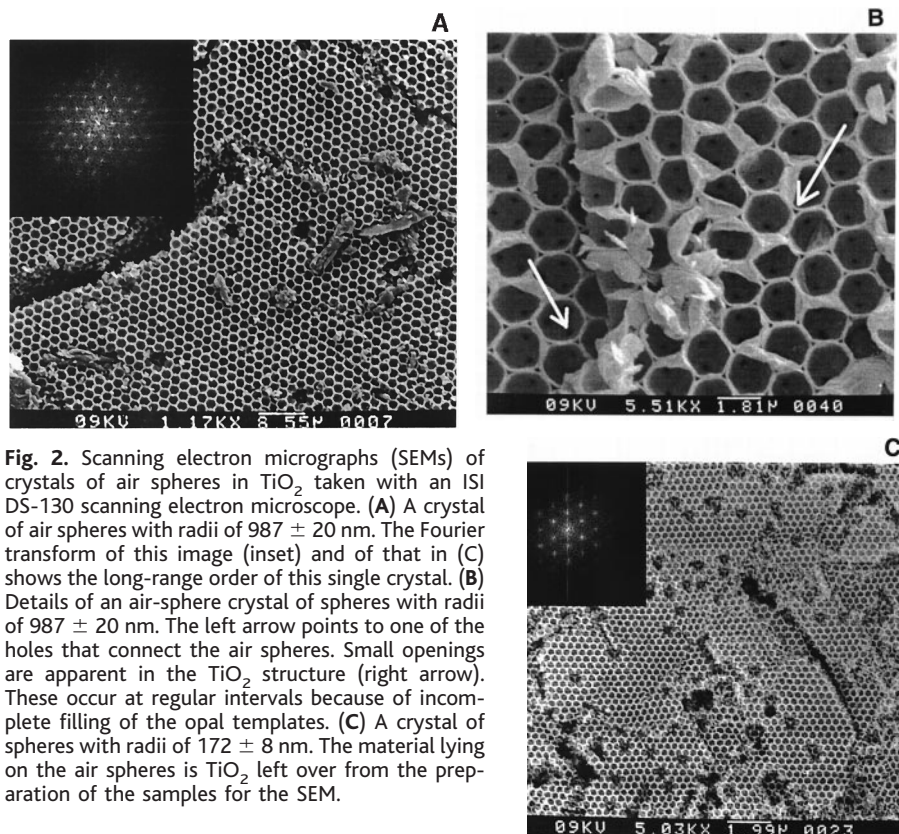 A
B
09KV 1.17KX 8.55µ 0007
09KV 5.51KX 1.81µ 0040
C
Fig. 2. Scanning electron micrographs (SEMs) of
crystals of air spheres in TiO₂ taken with an ISI
DS-130 scanning electron microscope. (A) A crystal
of air spheres with radii of 987 ± 20 nm. The Fourier
transform of this image (inset) and of that in (C)
shows the long-range order of this single crystal. (B)
Details of an air-sphere crystal of spheres with radii
of 987 ± 20 nm. The left arrow points to one of the
holes that connect the air spheres. Small openings
are apparent in the TiO₂ structure (right arrow).
These occur at regular intervals because of incom-
plete filling of the opal templates. (C) A crystal of
spheres with radii of 172 ± 8 nm. The material lying
on the air spheres is TiO₂ left over from the prep-
aration of the samples for the SEM.
09KV 5.03KX